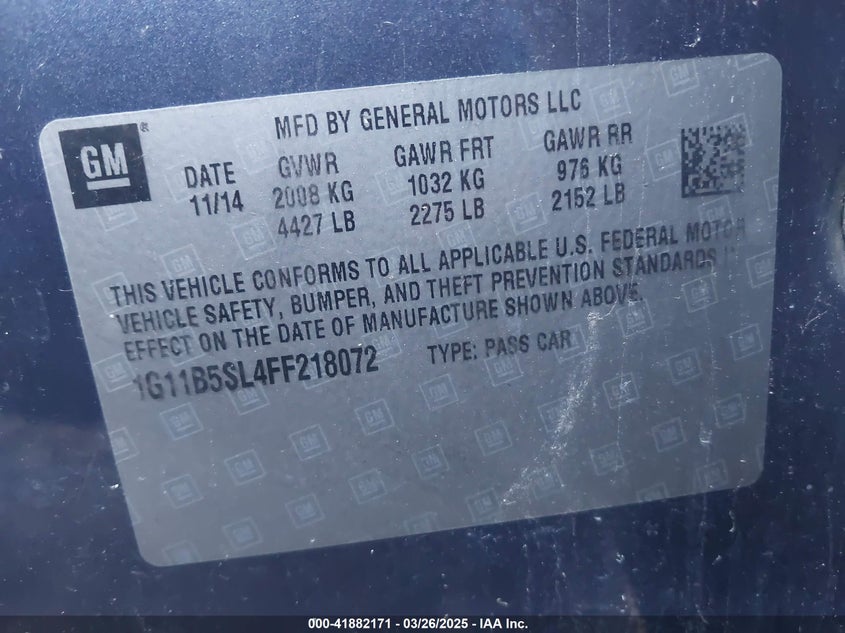 MFD BY GENERAL MOTORS LLC
GM
DATE GVWR GAWR FRT GAWR RR
11/14 2008 KG 1032 KG 976 KG
4427 LB 2275 LB 2152 LB
THIS VEHICLE CONFORMS TO ALL APPLICABLE U.S. FEDERAL MOTOR
VEHICLE SAFETY, BUMPER, AND THEFT PREVENTION STANDARDS
EFFECT ON THE DATE OF MANUFACTURE SHOWN ABOVE.
1G11B5SL4FF218072 TYPE: PASS CAR
000-41882171 - 03/26/2025 - IAA Inc.